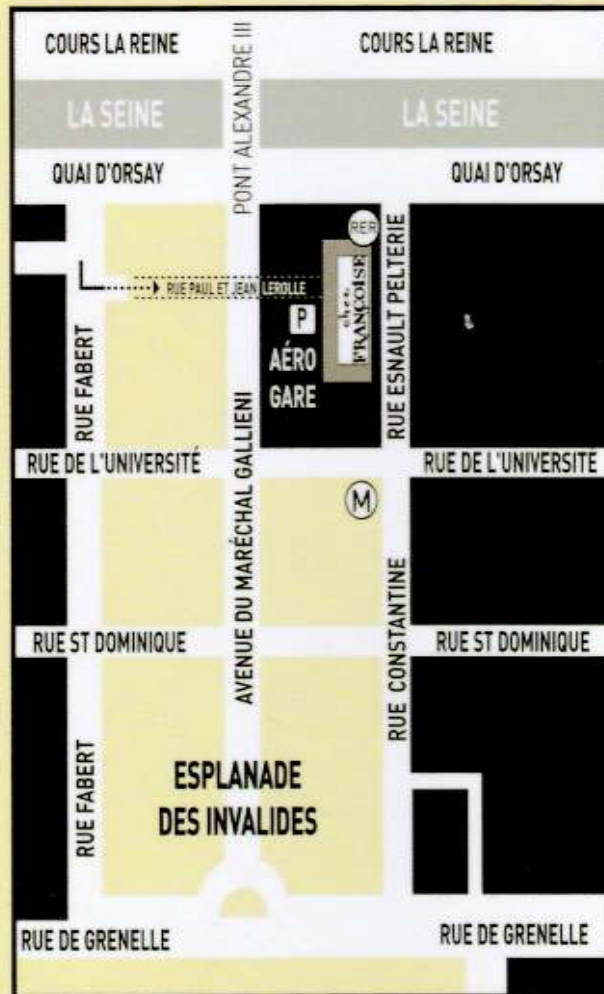 COURS LA REINE
COURS LA REINE
PONT ALEXANDRE III
LA SEINE
LA SEINE
QUAI D'ORSAY
QUAI D'ORSAY
RER
RUE PAUL ET JEAN LEROLLE
chez
FRANÇOISE
P
AÉRO
GARE
RUE ESNAULT PELTERIE
RUE FABERT
AVENUE DU MARÉCHAL GALLIENI
RUE DE L'UNIVERSITÉ
RUE DE L'UNIVERSITÉ
M
RUE CONSTANTINE
RUE ST DOMINIQUE
RUE ST DOMINIQUE
RUE FABERT
ESPLANADE
DES INVALIDES
RUE DE GRENELLE
RUE DE GRENELLE